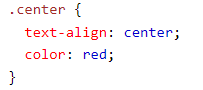 .center {
  text-align: center;
  color: red;
}